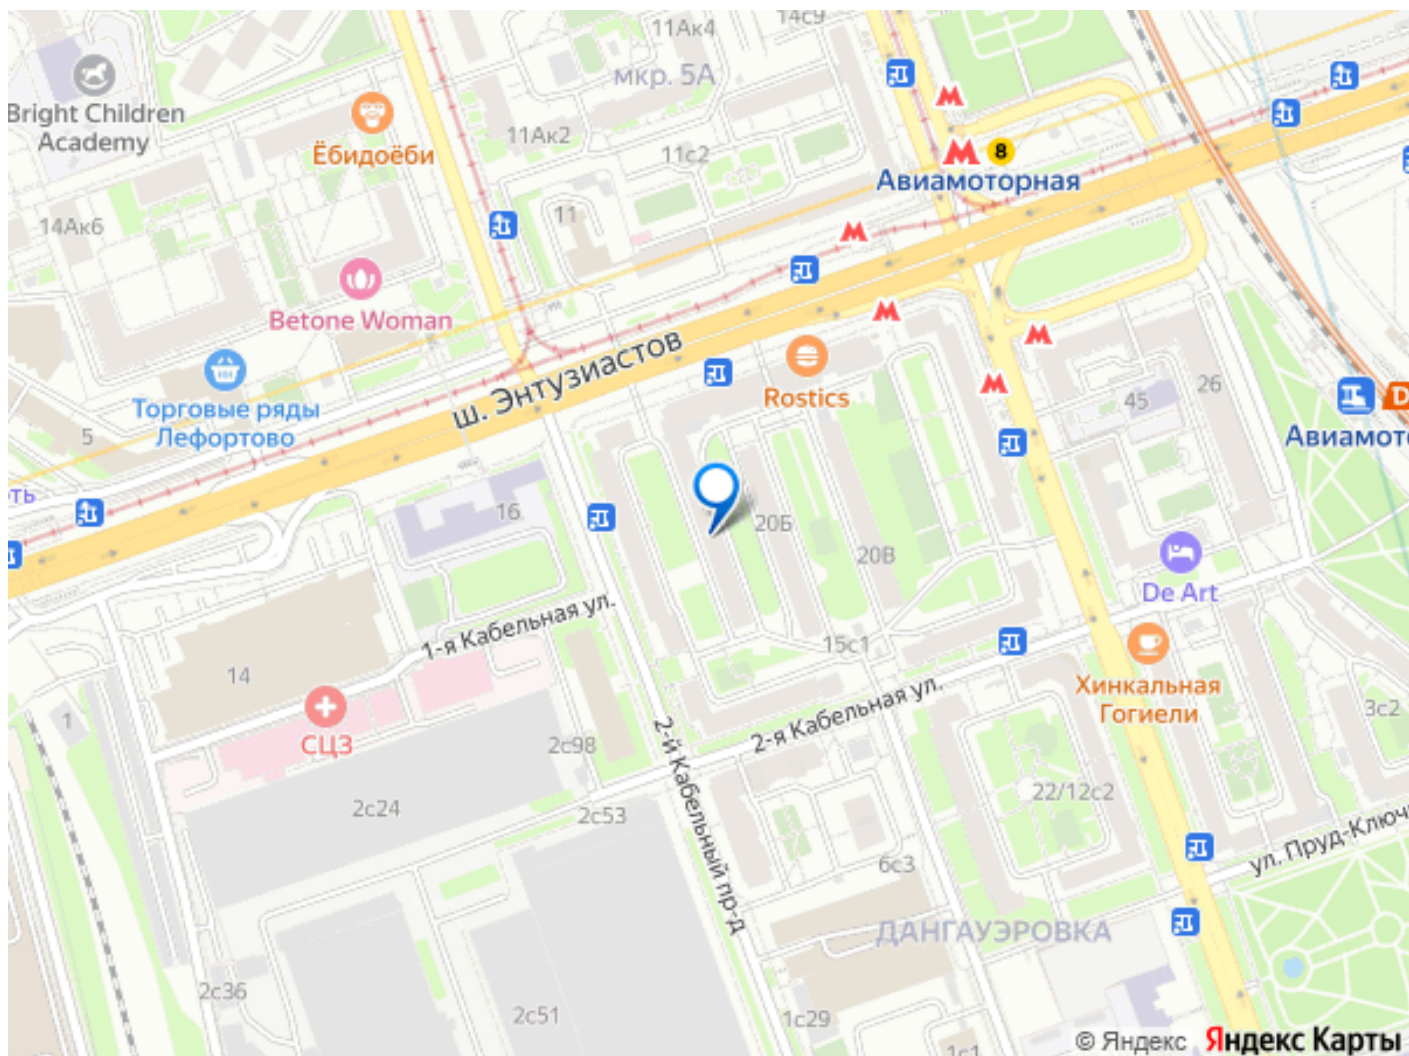 14с9
11Ак4
мкр. 5А
Bright Children
Academy
Ёбидоёби
11Ак2
11с2
8
Авиамоторная
14Ак6
11
Betone Woman
ш. Энтузиастов
Rostics
26
45
Торговые ряды
Лефортово
5
D
Авиамот
ть
16
20Б
20В
De Art
1-я Кабельная ул.
15с1
14
1
СЦЗ
2-я Кабельная ул.
Хинкальная
Гогиели
3с2
2с98
2-й Кабельный пр-д
2с24
2с53
22/12с2
6с3
ул. Пруд-Ключ
ДАНГАУЭРОВКА
2с36
2с51
1с29
1с1
© Яндекс Яндекс Карты